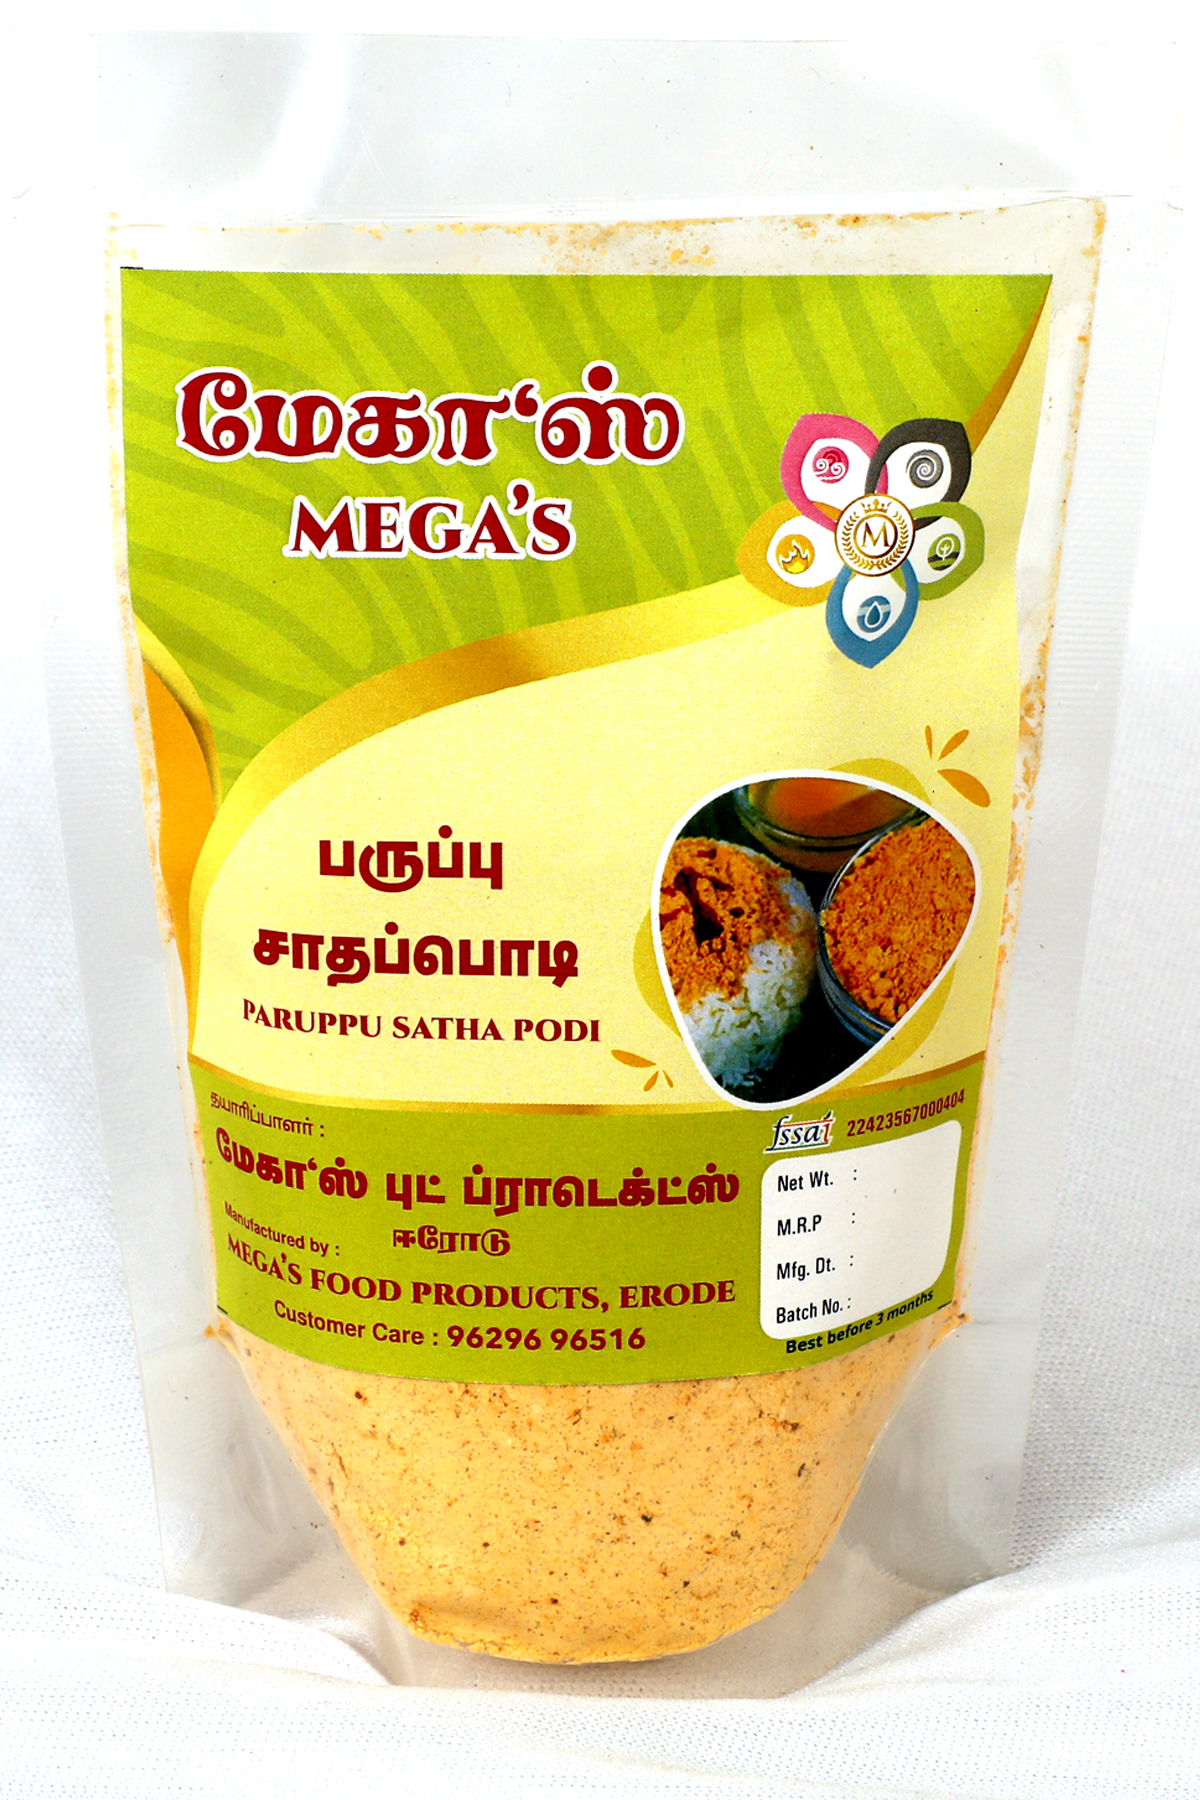 மேகா‘ஸ்
MEGA’S
M
பருப்பு
சாதப்பொடி
PARUPPU SATHA PODI
தயாரிப்பாளர் :
மேகா‘ஸ் புட் ப்ராடெக்ட்ஸ்
ஈரோடு
Manufactured by :
MEGA’S FOOD PRODUCTS, ERODE
Customer Care : 96296 96516
fssai 22423567000404
Net Wt. :
M.R.P :
Mfg. Dt. :
Batch No. :
Best before 3 months